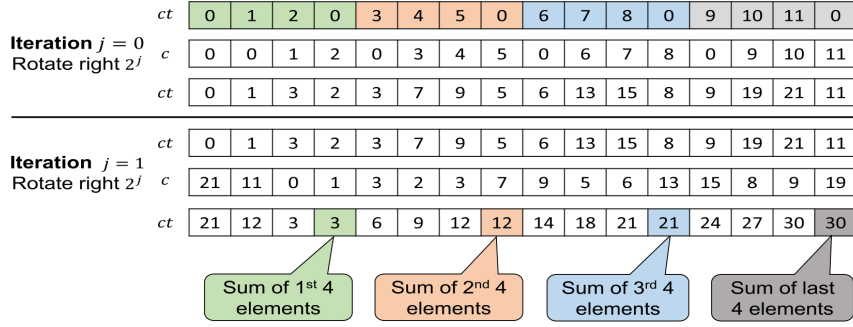 ct 0 1 2 0 3 4 5 0 6 7 8 0 9 10 11 0
Iteration j = 0
Rotate right 2^j
c 0 0 1 2 0 3 4 5 0 6 7 8 0 9 10 11
ct 0 1 3 2 3 7 9 5 6 13 15 8 9 19 21 11
ct 0 1 3 2 3 7 9 5 6 13 15 8 9 19 21 11
Iteration j = 1
Rotate right 2^j
c 21 11 0 1 3 2 3 7 9 5 6 13 15 8 9 19
ct 21 12 3 3 6 9 12 12 14 18 21 21 24 27 30 30
Sum of 1st 4
elements
Sum of 2nd 4
elements
Sum of 3rd 4
elements
Sum of last
4 elements